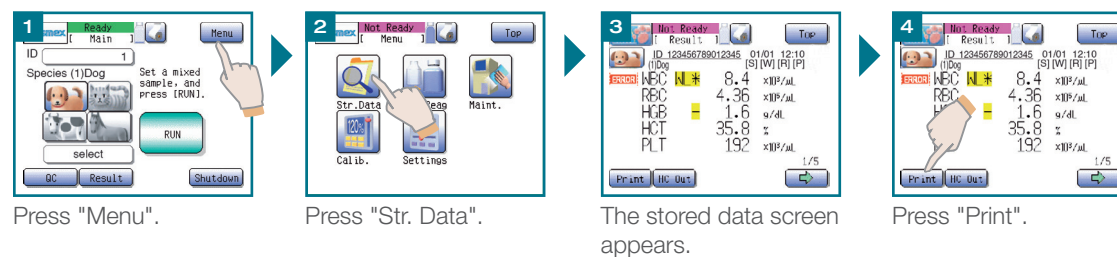 1
smex
Ready
[ Main ]
Menu
ID 1
Species (1)Dog
Set a mixed
sample, and
press [RUN].
RUN
select
QC Result Shutdown
Press "Menu".
2
mex
Not Ready
[ Menu ]
Top
Str.Data Reag Maint.
120%
Calib. Settings
Press "Str. Data".
3
Not Ready
[ Result ]
Top
ID 123456789012345 01/01 12:10
(1)Dog [S] [W] [R] [P]
ERROR WBC WL* 8.4 x10³/µL
RBC 4.36 x10⁶/µL
HGB - 1.6 g/dL
HCT 35.8 %
PLT 192 x10³/µL
1/5
Print HC Out
The stored data screen
appears.
4
Not Ready
[ Result ]
Top
ID 123456789012345 01/01 12:10
(1)Dog [S] [W] [R] [P]
ERROR WBC WL* 8.4 x10³/µL
RBC 4.36 x10⁶/µL
HGB - 1.6 g/dL
35.8 %
192 x10³/µL
1/5
Print HC Out
Press "Print".